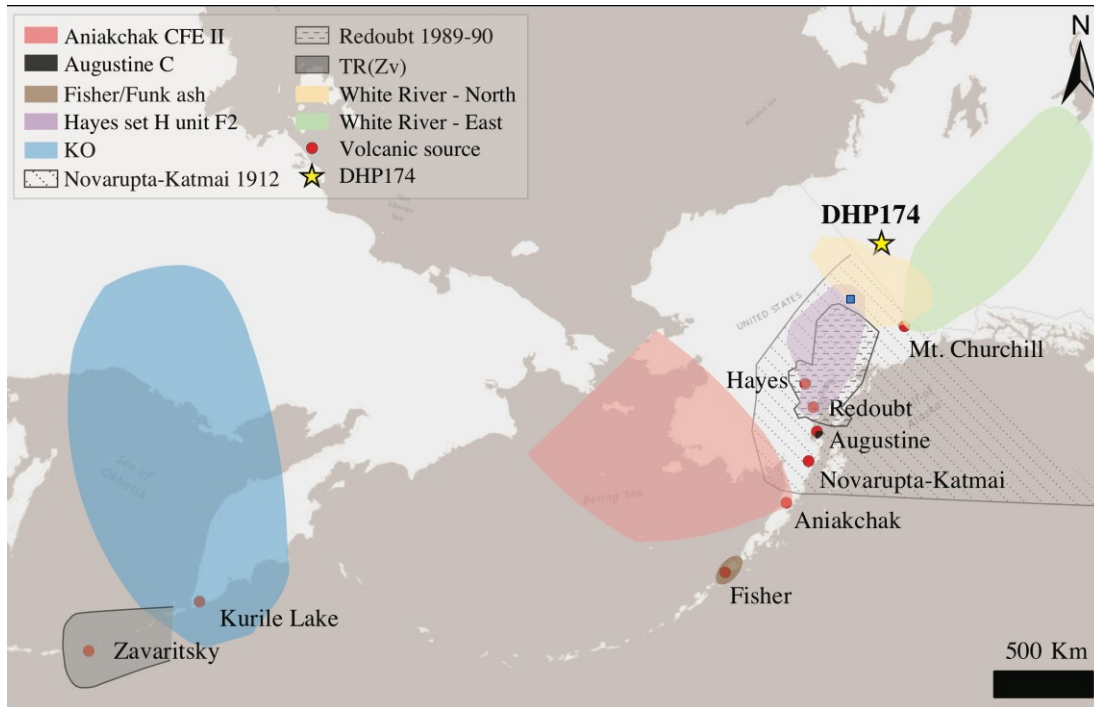 Aniakchak CFE II
Augustine C
Fisher/Funk ash
Hayes set H unit F2
KO
Novarupta-Katmai 1912
Redoubt 1989-90
TR(Zv)
White River - North
White River - East
Volcanic source
DHP174
N
DHP174
UNITED STATES
Mt. Churchill
Hayes
Redoubt
Augustine
Novarupta-Katmai
Aniakchak
Sea of
Okhotsk
Bering Sea
Fisher
Kurile Lake
Zavaritsky
500 Km